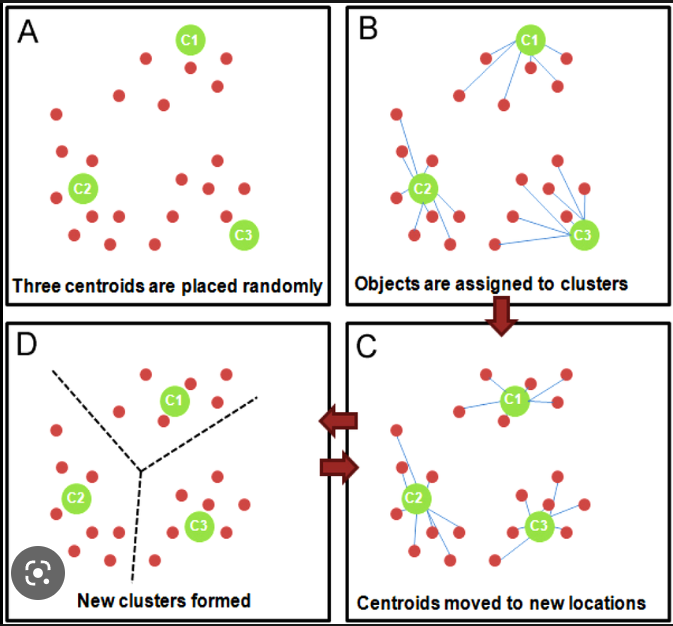 A
C1
C2
C3
Three centroids are placed randomly
B
C1
C2
C3
Objects are assigned to clusters
D
C1
C2
C3
New clusters formed
C
C1
C2
C3
Centroids moved to new locations